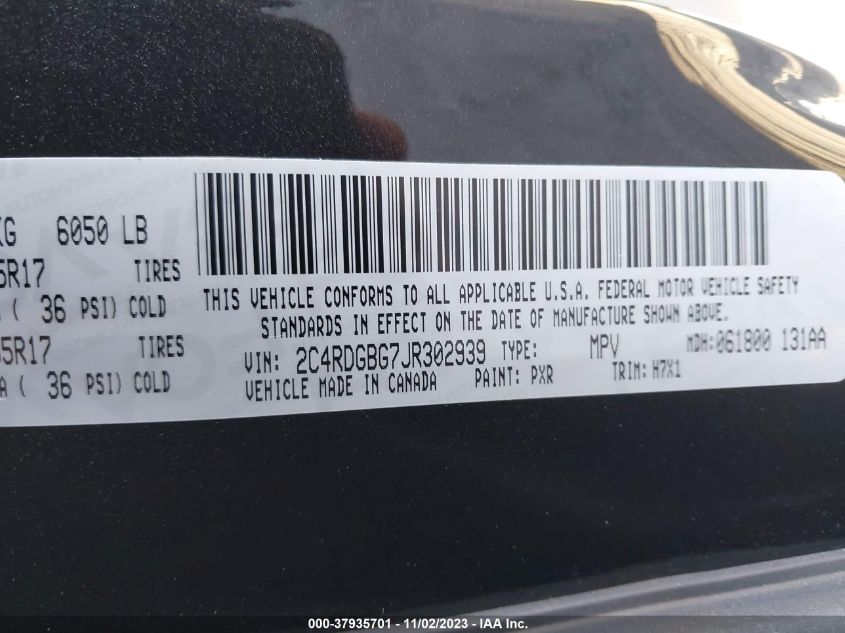 KG 6050 LB
5R17 TIRES
( 36 PSI) COLD
5R17 TIRES
A ( 36 PSI) COLD
THIS VEHICLE CONFORMS TO ALL APPLICABLE U.S.A. FEDERAL MOTOR VEHICLE SAFETY
STANDARDS IN EFFECT ON THE DATE OF MANUFACTURE SHOWN ABOVE.
VIN: 2C4RDGBG7JR302939 TYPE: MPV MDH:061800 131AA
VEHICLE MADE IN CANADA PAINT: PXR TRIM: H7X1
000-37935701 - 11/02/2023 - IAA Inc.